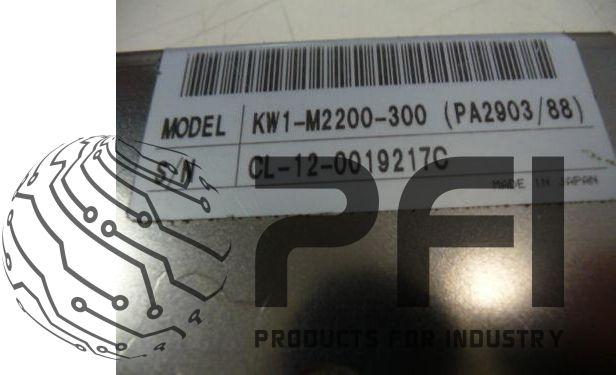 MODEL KW1-M2200-300 (PA2903/88)
S/N CL-12-0019217C
MADE IN JAPAN
PFI
PRODUCTS FOR INDUSTRY